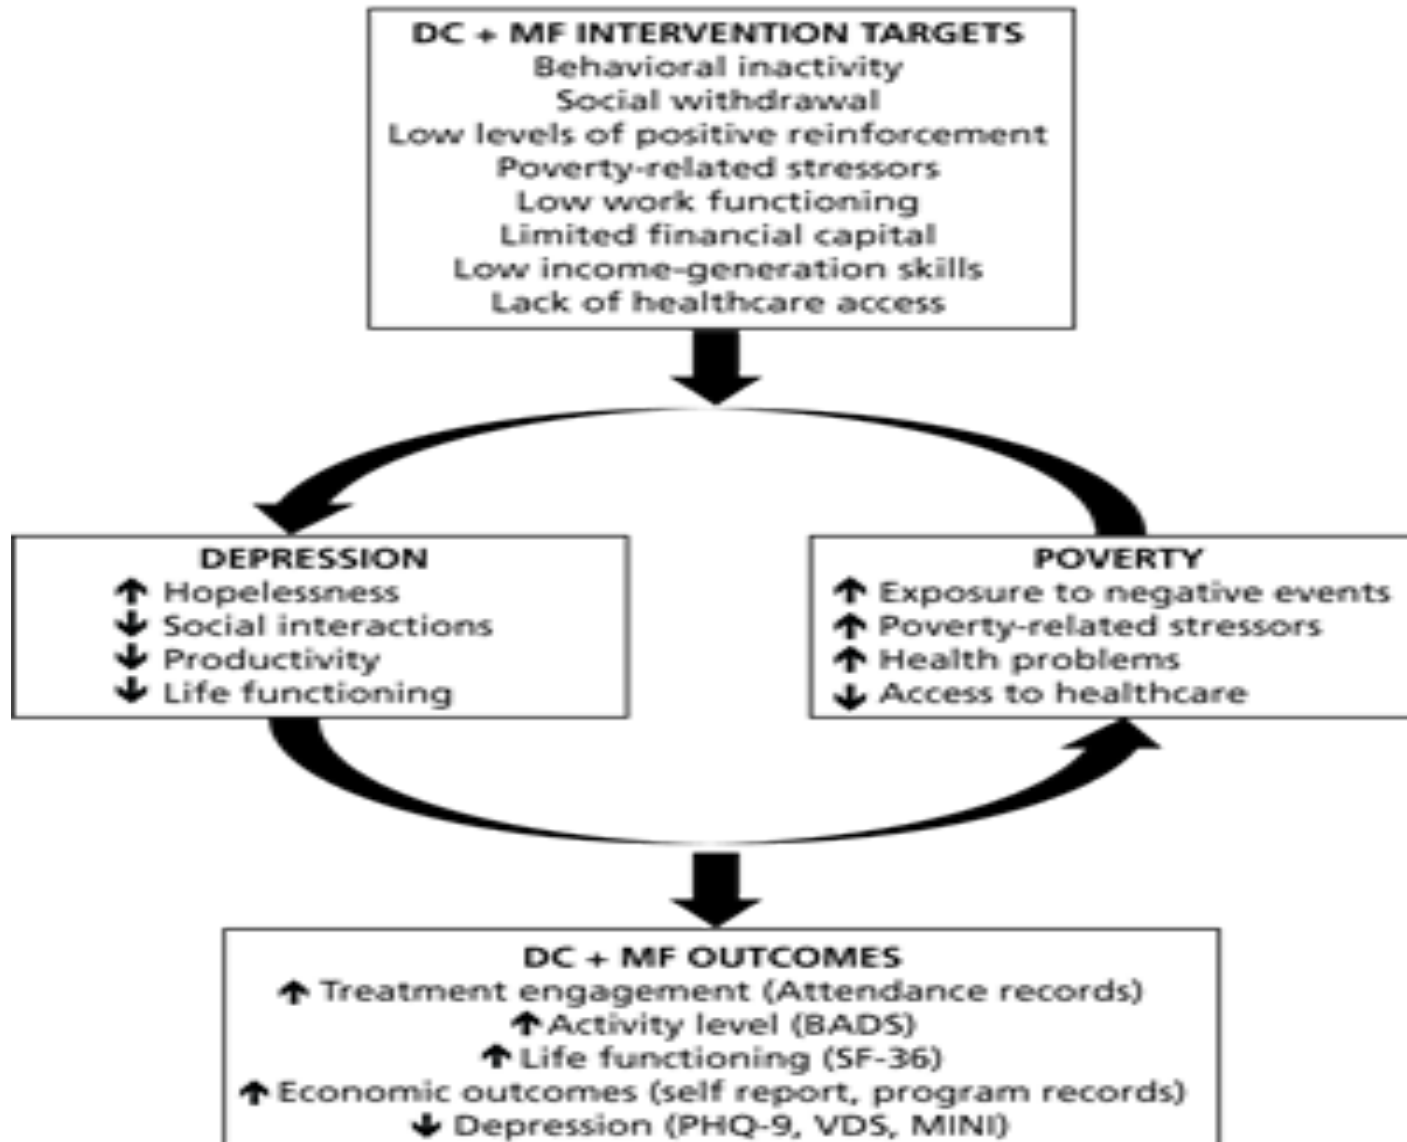 DC + MF INTERVENTION TARGETS
Behavioral inactivity
Social withdrawal
Low levels of positive reinforcement
Poverty-related stressors
Low work functioning
Limited financial capital
Low income-generation skills
Lack of healthcare access
DEPRESSION
↑ Hopelessness
↓ Social interactions
↓ Productivity
↓ Life functioning
POVERTY
↑ Exposure to negative events
↑ Poverty-related stressors
↑ Health problems
↓ Access to healthcare
DC + MF OUTCOMES
↑ Treatment engagement (Attendance records)
↑ Activity level (BADS)
↑ Life functioning (SF-36)
↑ Economic outcomes (self report, program records)
↓ Depression (PHQ-9, VDS, MINI)